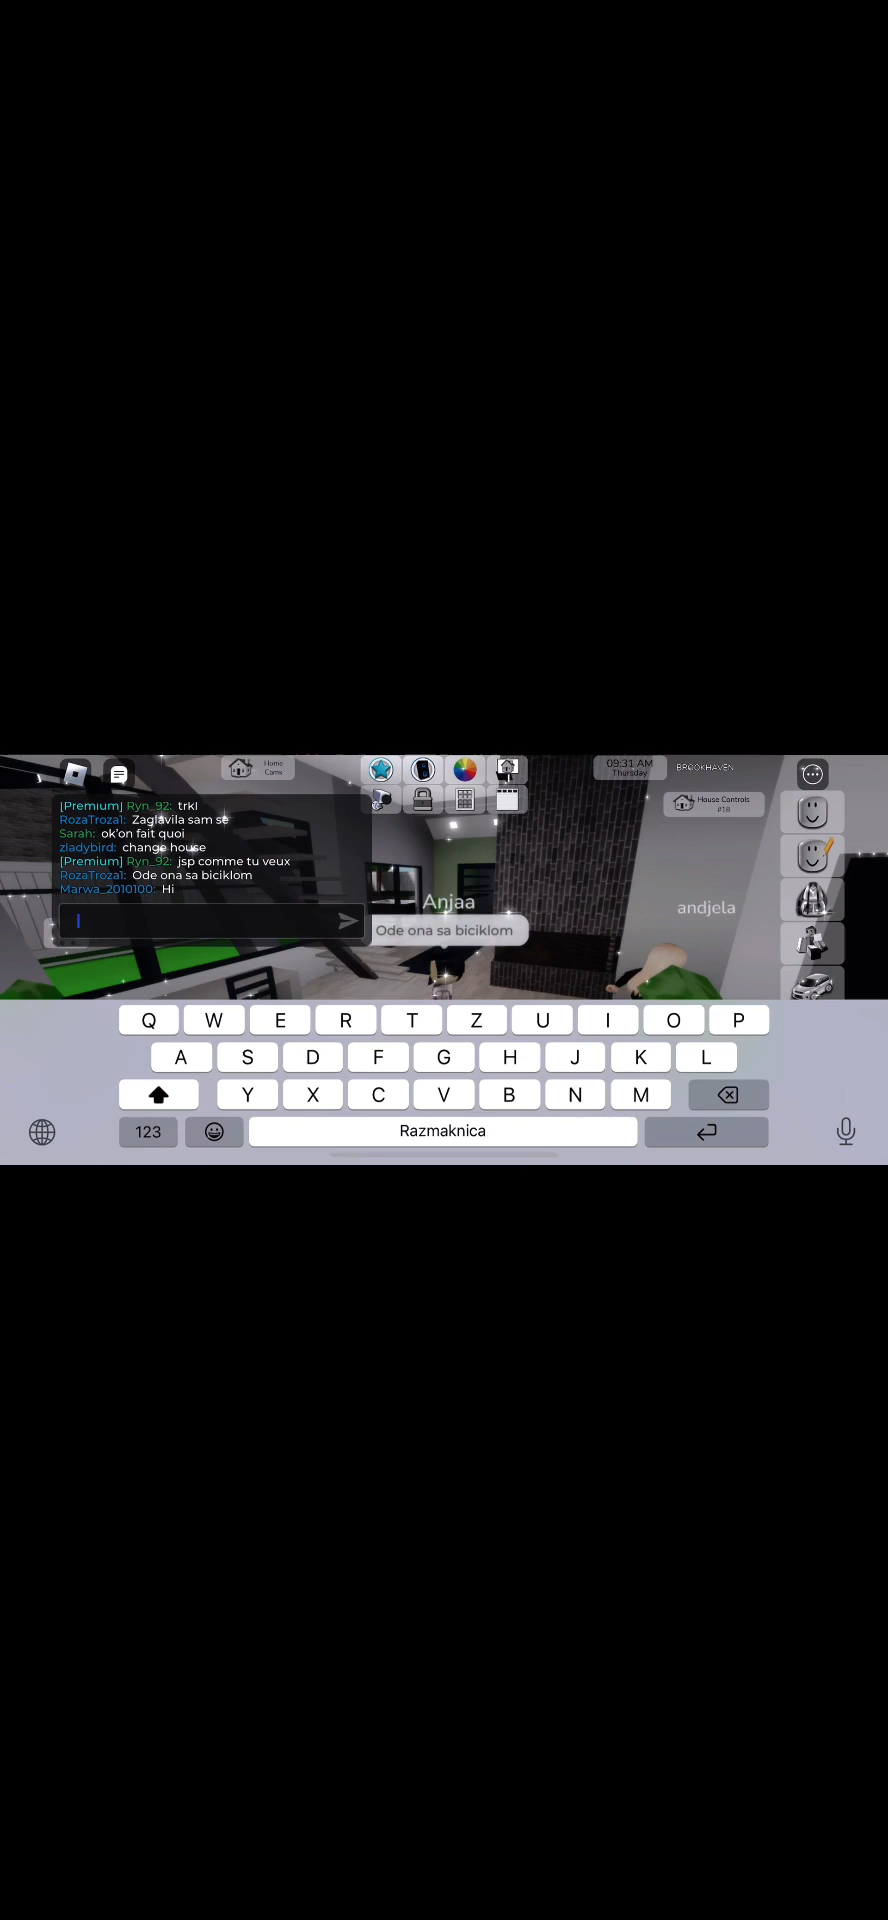 Home
Cams
09:31 AM
Thursday
BROOKHAVEN
House Controls
#18
[Premium] Ryn_92: trkl
RozaTroza1: Zaglavila sam se
Sarah: ok'on fait quoi
zladybird: change house
[Premium] Ryn_92: jsp comme tu veux
RozaTroza1: Ode ona sa biciklom
Marwa_2010100: Hi
Anjaa
Ode ona sa biciklom
andjela
Q W E R T Z U I O P
A S D F G H J K L
Y X C V B N M
123 Razmaknica